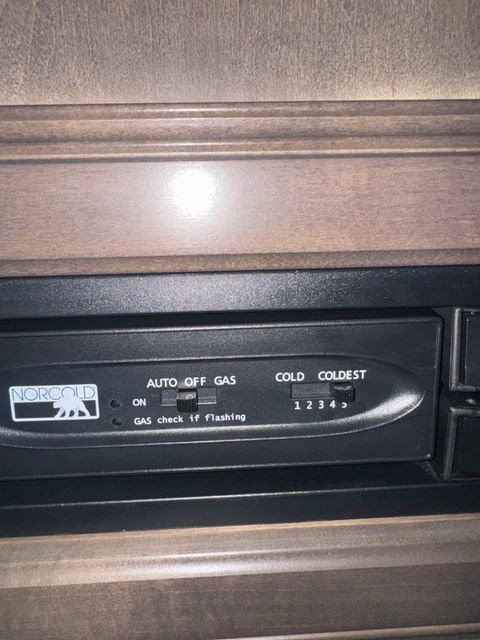 NORCOLD
AUTO OFF GAS
ON
GAS check if flashing
COLD COLDEST
1 2 3 4 5